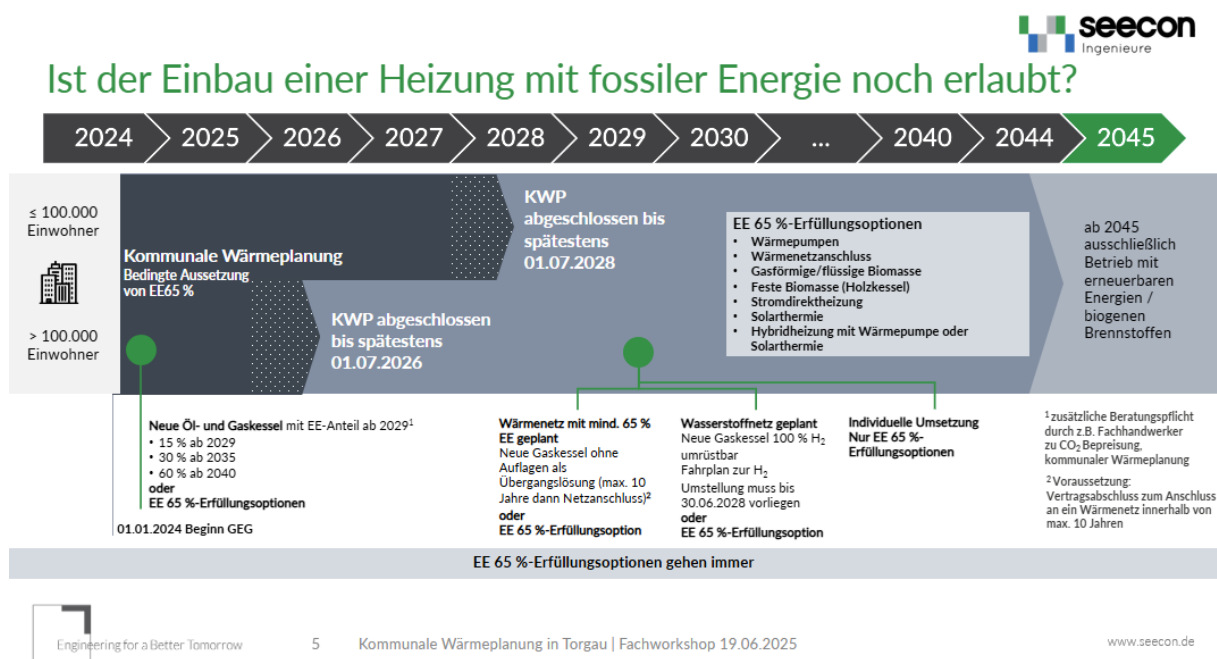 seecon
Ingenieure
Ist der Einbau einer Heizung mit fossiler Energie noch erlaubt?
2024 2025 2026 2027 2028 2029 2030 ... 2040 2044 2045
≤ 100.000
Einwohner
> 100.000
Einwohner
Kommunale Wärmeplanung
Bedingte Aussetzung
von EE65 %
KWP
abgeschlossen bis
spätestens
01.07.2028
KWP abgeschlossen
bis spätestens
01.07.2026
EE 65 %-Erfüllungsoptionen
• Wärmepumpen
• Wärmenetzanschluss
• Gasförmige/flüssige Biomasse
• Feste Biomasse (Holzkessel)
• Stromdirektheizung
• Solarthermie
• Hybridheizung mit Wärmepumpe oder
Solarthermie
ab 2045
ausschließlich
Betrieb mit
erneuerbaren
Energien /
biogenen
Brennstoffen
Neue Öl- und Gaskessel mit EE-Anteil ab 2029¹
• 15 % ab 2029
• 30 % ab 2035
• 60 % ab 2040
oder
EE 65 %-Erfüllungsoptionen
01.01.2024 Beginn GEG
Wärmenetz mit mind. 65 %
EE geplant
Neue Gaskessel ohne
Auflagen als
Übergangslösung (max. 10
Jahre dann Netzanschluss)²
oder
EE 65 %-Erfüllungsoption
Wasserstoffnetz geplant
Neue Gaskessel 100 % H₂
umrüstbar
Fahrplan zur H₂
Umstellung muss bis
30.06.2028 vorliegen
oder
EE 65 %-Erfüllungsoption
Individuelle Umsetzung
Nur EE 65 %-
Erfüllungsoptionen
¹ zusätzliche Beratungspflicht
durch z.B. Fachhandwerker
zu CO₂ Bepreisung,
kommunaler Wärmeplanung
² Voraussetzung:
Vertragsabschluss zum Anschluss
an ein Wärmenetz innerhalb von
max. 10 Jahren
EE 65 %-Erfüllungsoptionen gehen immer
Engineering for a Better Tomorrow
5
Kommunale Wärmeplanung in Torgau | Fachworkshop 19.06.2025
www.seecon.de